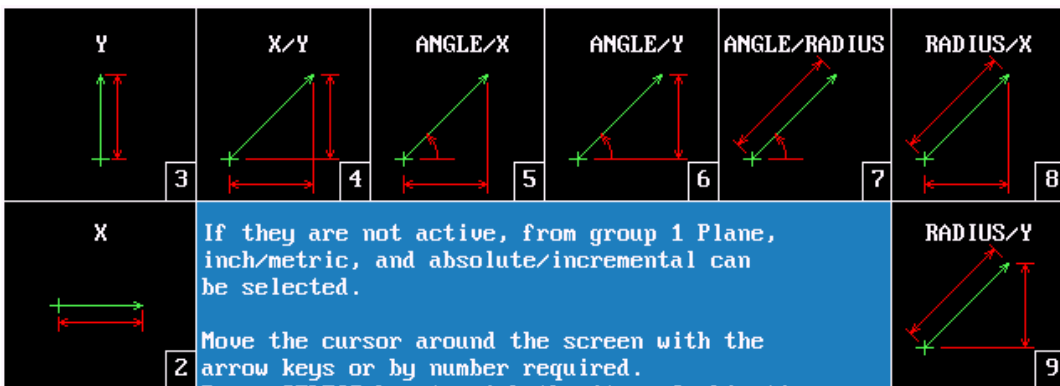 Y
X/Y
ANGLE/X
ANGLE/Y
ANGLE/RADIUS
RADIUS/X
3
4
5
6
7
8
X
If they are not active, from group 1 Plane,
inch/metric, and absolute/incremental can
be selected.
Move the cursor around the screen with the
arrow keys or by number required.
RADIUS/Y
2
9